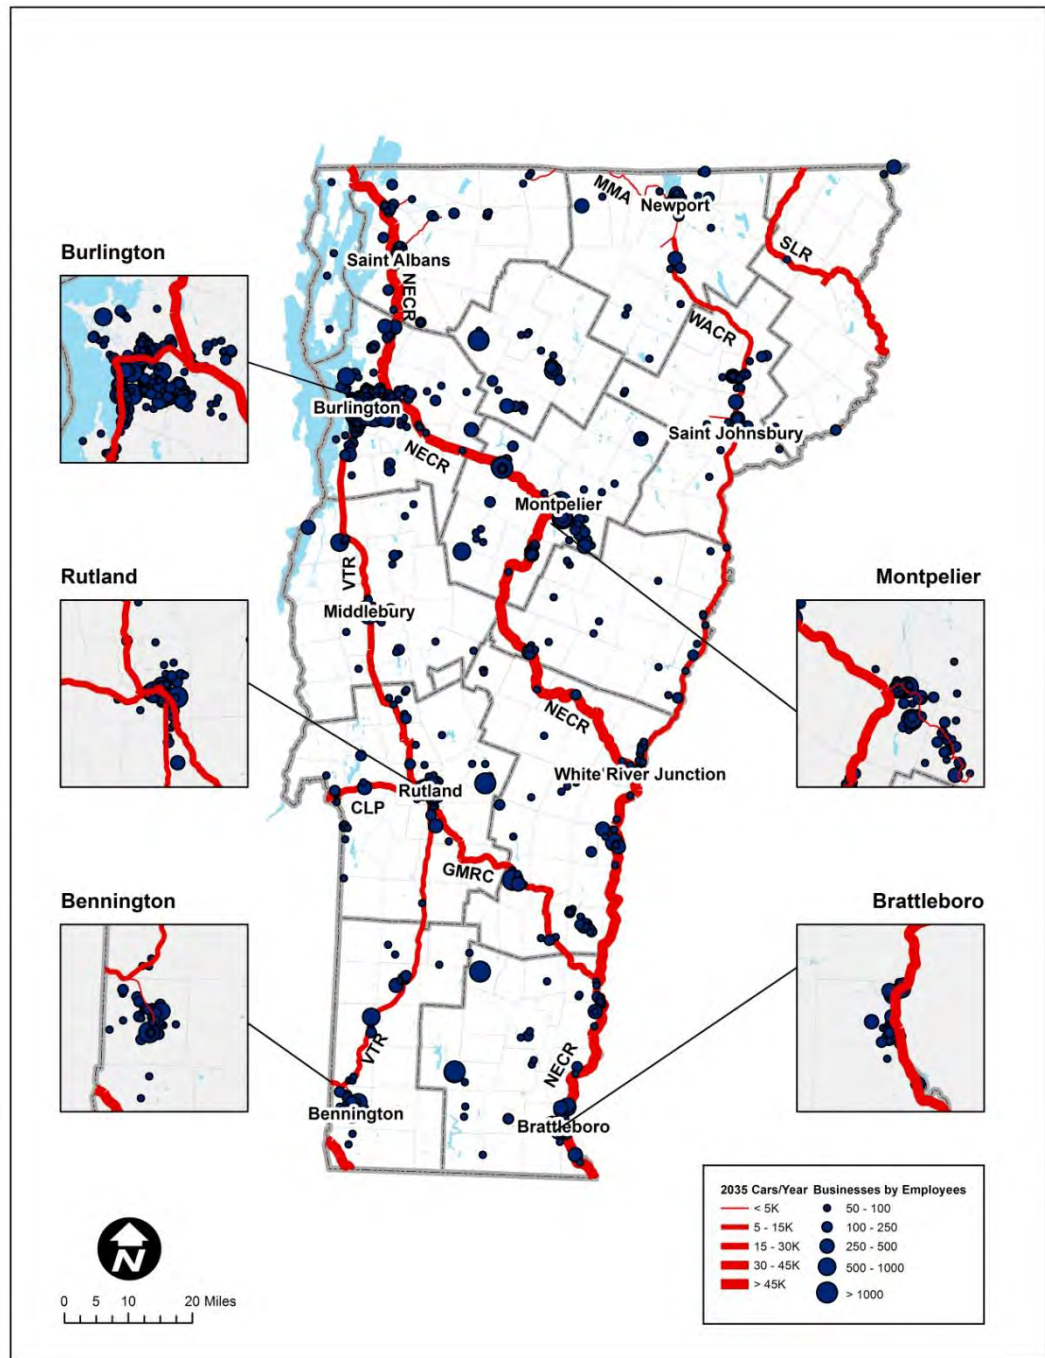 MMA
Newport
SLR
Burlington
Saint Albans
NECR
WACR
Burlington
Saint Johnsbury
NECR
Montpelier
VTR
Rutland
Montpelier
Middlebury
NECR
White River Junction
Rutland
CLP
GMRC
Bennington
Brattleboro
VTR
NECR
Bennington
Brattleboro
2035 Cars/Year Businesses by Employees
< 5K 50 - 100
5 - 15K 100 - 250
15 - 30K 250 - 500
30 - 45K 500 - 1000
> 45K > 1000
N
0 5 10 20 Miles